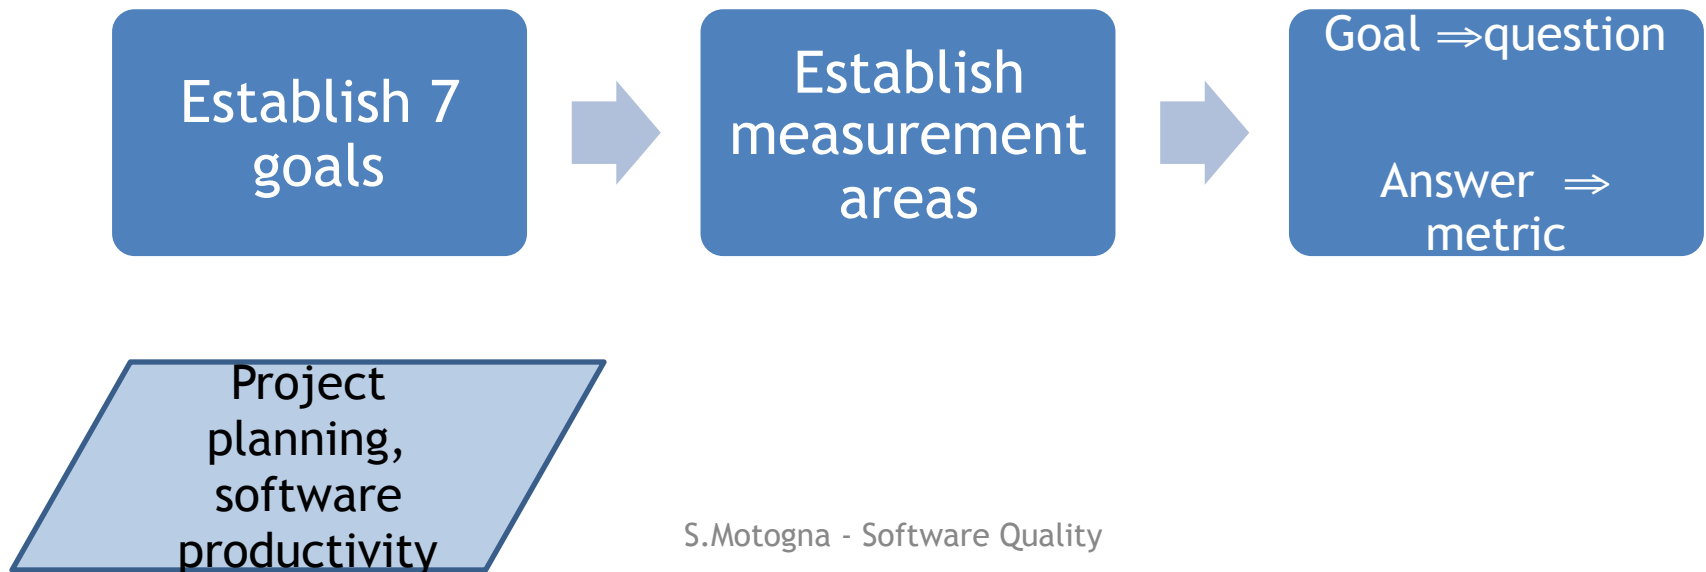 Establish 7
goals
Establish
measurement
areas
Goal ⇒question
Answer ⇒
metric
Project
planning,
software
productivity
S.Motogna - Software Quality